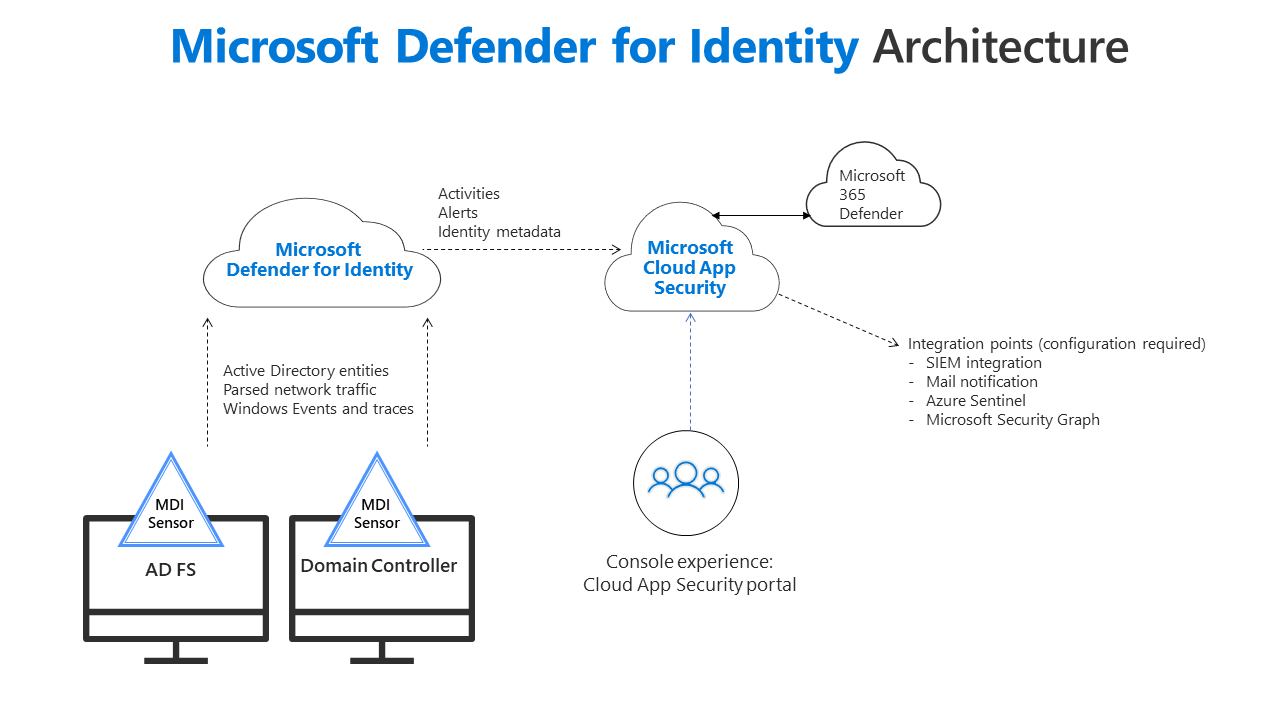 Microsoft Defender for Identity Architecture
Microsoft
365
Defender
Activities
Alerts
Identity metadata
Microsoft
Defender for Identity
Microsoft
Cloud App
Security
Integration points (configuration required)
- SIEM integration
- Mail notification
- Azure Sentinel
- Microsoft Security Graph
Active Directory entities
Parsed network traffic
Windows Events and traces
MDI
Sensor
AD FS
MDI
Sensor
Domain Controller
Console experience:
Cloud App Security portal